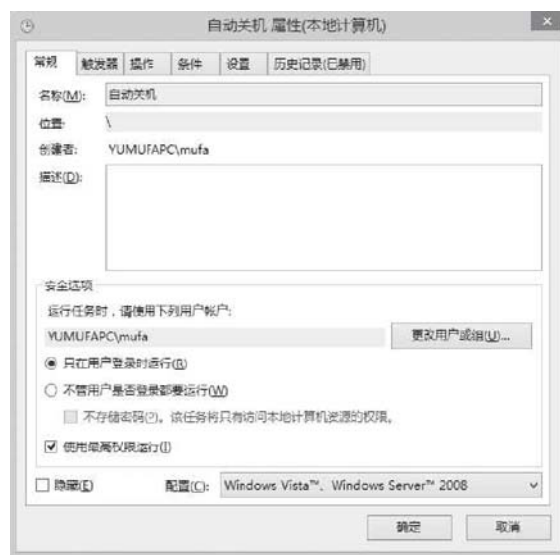 自动关机 属性(本地计算机)
常规 触发器 操作 条件 设置 历史记录(已禁用)
名称(M): 自动关机
位置: \
创建者: YUMUFAPC\mufa
描述(D):
安全选项
运行任务时，请使用下列用户帐户:
YUMUFAPC\mufa 更改用户或组(U)...
只在用户登录时运行(R)
不管用户是否登录都要运行(W)
不存储密码(P)。该任务将只有访问本地计算机资源的权限。
使用最高权限运行(I)
隐藏(E) 配置(C): Windows Vista™、Windows Server™ 2008
确定 取消